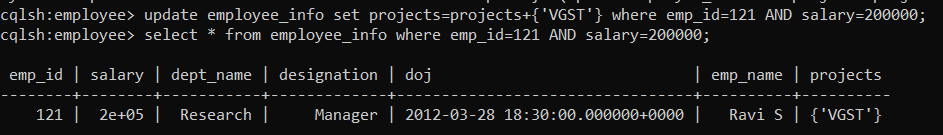 cqlsh:employee> update employee_info set projects=projects+{'VGST'} where emp_id=121 AND salary=200000;
cqlsh:employee> select * from employee_info where emp_id=121 AND salary=200000;
emp_id | salary | dept_name | designation | doj | emp_name | projects
--------+--------+-----------+-------------+---------------------------------+----------+----------
121 | 2e+05 | Research | Manager | 2012-03-28 18:30:00.000000+0000 | Ravi S | {'VGST'}